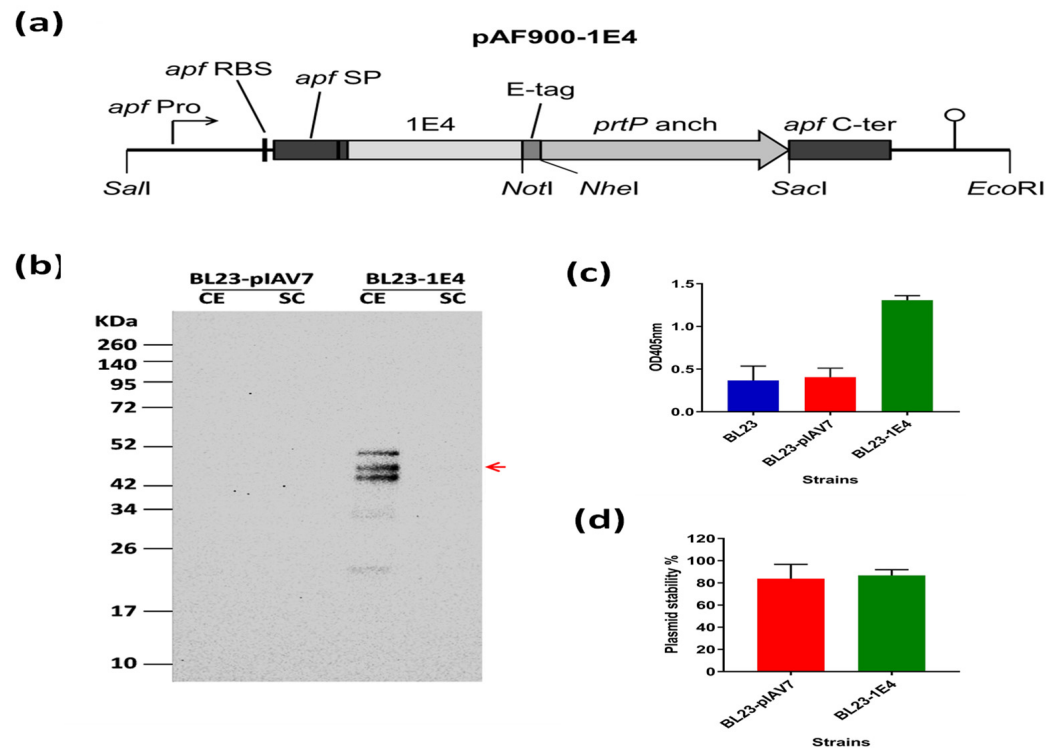 (a)
pAF900-1E4
apf Pro
apf RBS
apf SP
1E4
E-tag
prtP anch
apf C-ter
SalI
NotI
NheI
SacI
EcoRI
(b)
BL23-pIAV7 BL23-1E4
CE SC CE SC
KDa
260
140
95
72
52
42
34
26
17
10
(c)
OD405nm
1.5
1.0
0.5
0.0
BL23
BL23-pIAV7
BL23-1E4
Strains
(d)
Plasmid stability %
120
100
80
60
40
20
0
BL23-pIAV7
BL23-1E4
Strains